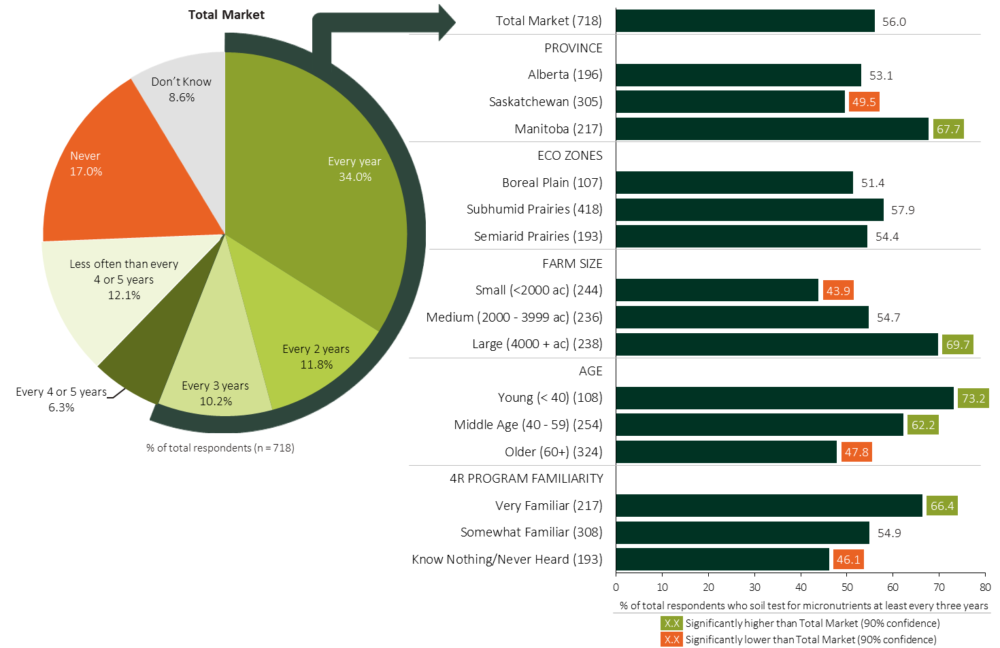 Total Market
Don’t Know
8.6%
Never
17.0%
Every year
34.0%
Less often than every
4 or 5 years
12.1%
Every 2 years
11.8%
Every 3 years
10.2%
Every 4 or 5 years
6.3%
% of total respondents (n = 718)
Total Market (718) 56.0
PROVINCE
Alberta (196) 53.1
Saskatchewan (305) 49.5
Manitoba (217) 67.7
ECO ZONES
Boreal Plain (107) 51.4
Subhumid Prairies (418) 57.9
Semiarid Prairies (193) 54.4
FARM SIZE
Small (<2000 ac) (244) 43.9
Medium (2000 - 3999 ac) (236) 54.7
Large (4000 + ac) (238) 69.7
AGE
Young (< 40) (108) 73.2
Middle Age (40 - 59) (254) 62.2
Older (60+) (324) 47.8
4R PROGRAM FAMILIARITY
Very Familiar (217) 66.4
Somewhat Familiar (308) 54.9
Know Nothing/Never Heard (193) 46.1
0 10 20 30 40 50 60 70 80
% of total respondents who soil test for micronutrients at least every three years
X.X Significantly higher than Total Market (90% confidence)
X.X Significantly lower than Total Market (90% confidence)